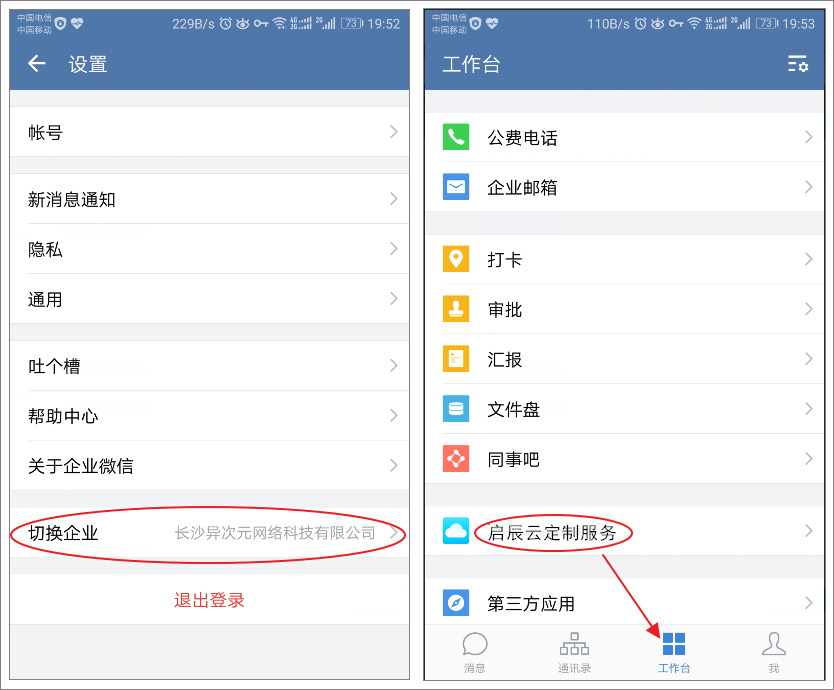 中国电信
中国移动
229B/s
4G
2G
2G
73
19:52
设置
帐号
新消息通知
隐私
通用
吐个槽
帮助中心
关于企业微信
切换企业 长沙异次元网络科技有限公司
退出登录
中国电信
中国移动
110B/s
4G
2G
2G
73
19:53
工作台
公费电话
企业邮箱
打卡
审批
汇报
文件盘
同事吧
启辰云定制服务
第三方应用
消息 通讯录 工作台 我